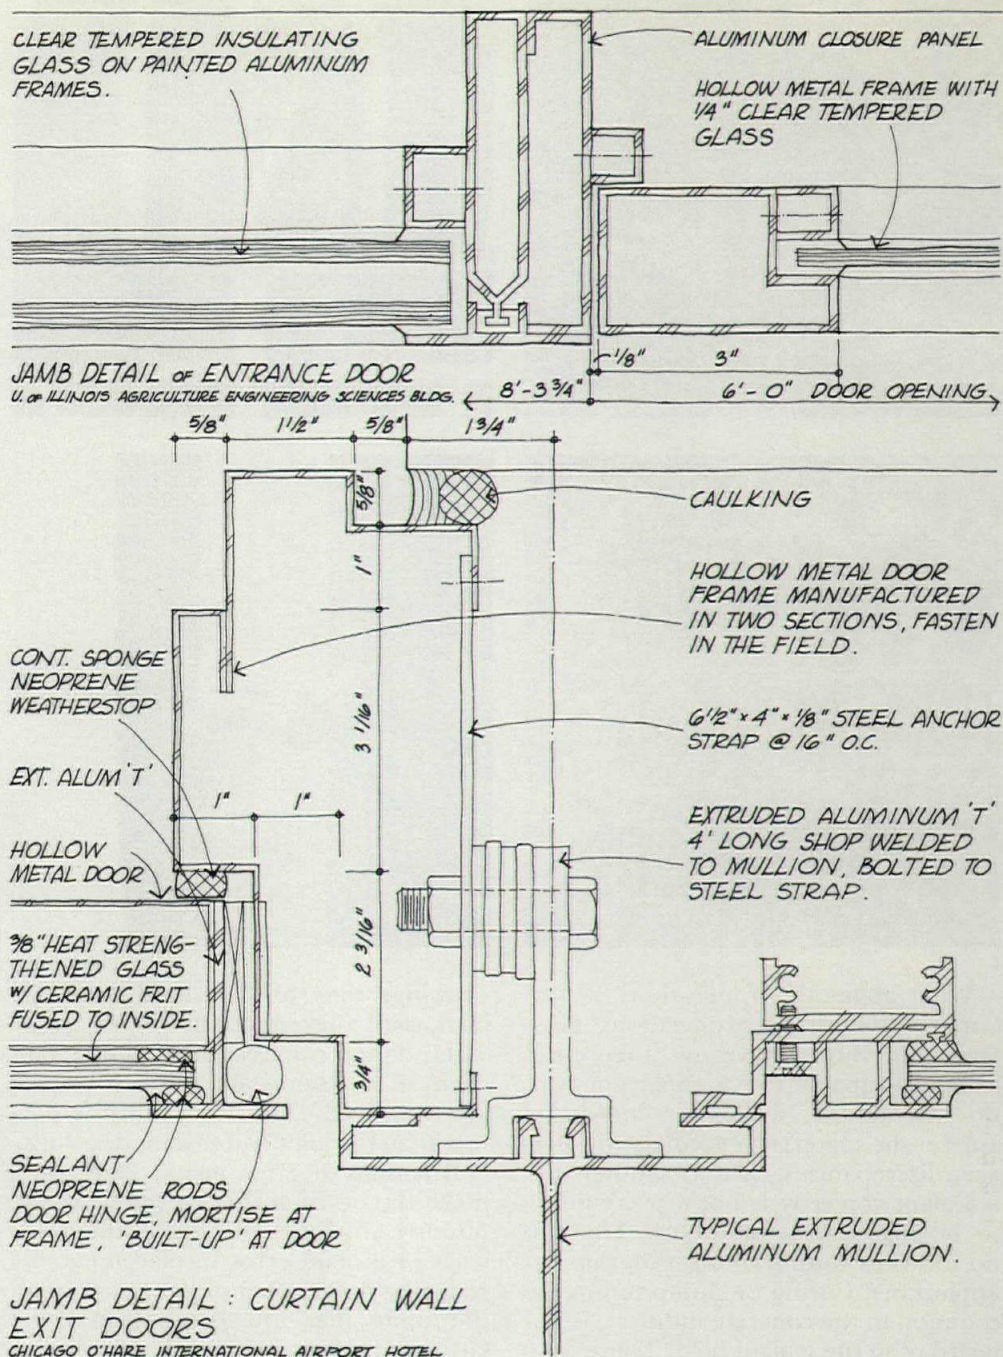 CLEAR TEMPERED INSULATING
GLASS ON PAINTED ALUMINUM
FRAMES.
ALUMINUM CLOSURE PANEL
HOLLOW METAL FRAME WITH
1/4" CLEAR TEMPERED
GLASS
1/8" 3"
JAMB DETAIL OF ENTRANCE DOOR
U. OF ILLINOIS AGRICULTURE ENGINEERING SCIENCES BLDG.
8'-3 3/4" 6'-0" DOOR OPENING
5/8" 1 1/2" 5/8" 1 3/4"
5/8"
CAULKING
1"
HOLLOW METAL DOOR
FRAME MANUFACTURED
IN TWO SECTIONS, FASTEN
IN THE FIELD.
CONT. SPONGE
NEOPRENE
WEATHERSTOP
3 1/16"
6 1/2" x 4" x 1/8" STEEL ANCHOR
STRAP @ 16" O.C.
EXT. ALUM 'T'
1" 1"
EXTRUDED ALUMINUM 'T'
4' LONG SHOP WELDED
TO MULLION, BOLTED TO
STEEL STRAP.
HOLLOW
METAL DOOR
2 3/16"
3/8" HEAT STRENG-
THENED GLASS
W/ CERAMIC FRIT
FUSED TO INSIDE.
3/4"
SEALANT
NEOPRENE RODS
DOOR HINGE, MORTISE AT
FRAME, 'BUILT-UP' AT DOOR
TYPICAL EXTRUDED
ALUMINUM MULLION.
JAMB DETAIL : CURTAIN WALL
EXIT DOORS
CHICAGO O'HARE INTERNATIONAL AIRPORT HOTEL